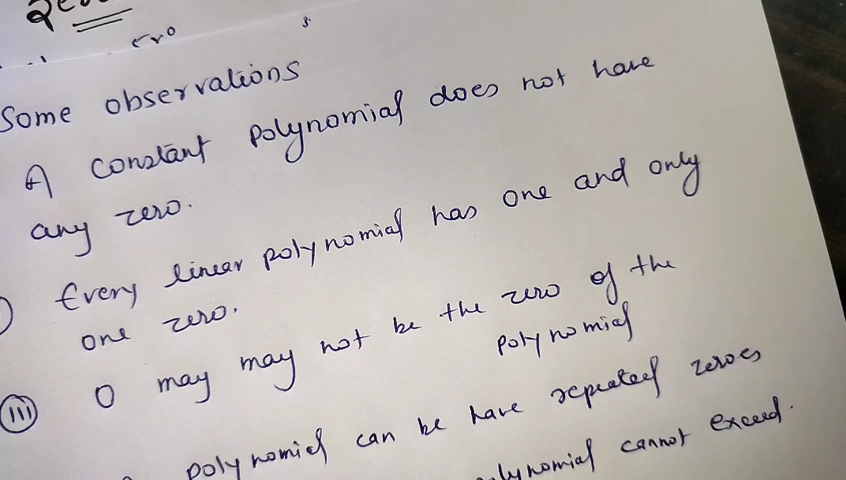 Some observations
A constant polynomial does not have
any zero.
Every linear polynomial has one and only
one zero.
(III) 0 may may not be the zero of the
polynomial
polynomial can be have repeated zeroes
polynomial cannot exceed.